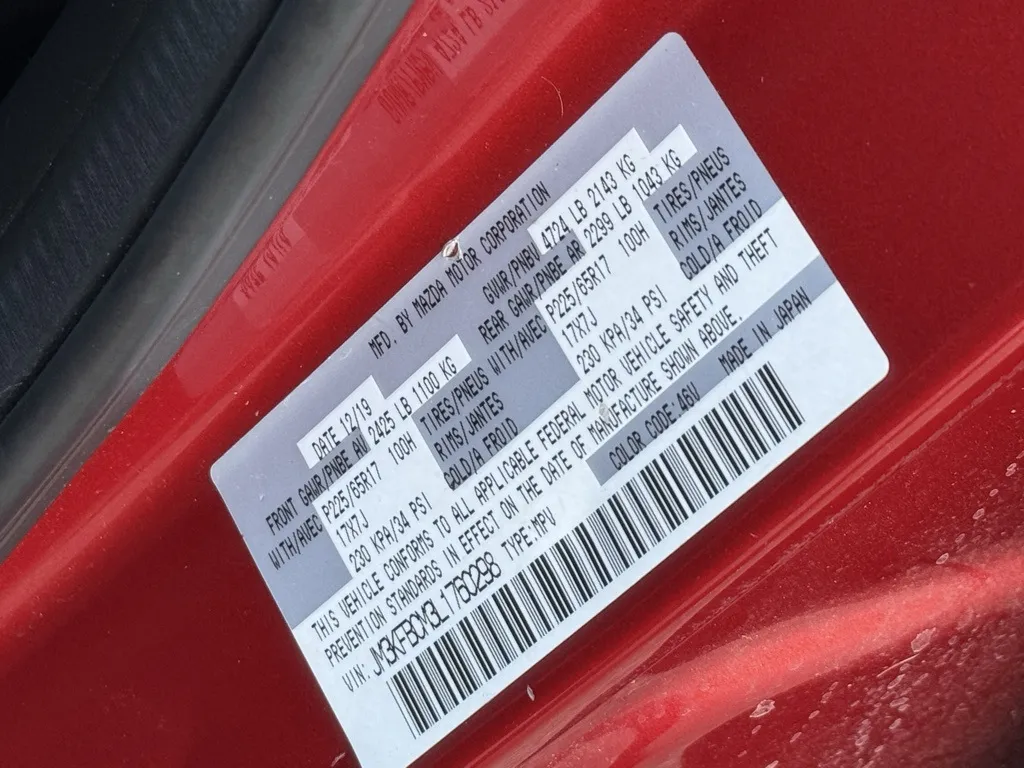 MFD. BY MAZDA MOTOR CORPORATION
DATE 12/19 GVWR/PNBV 4724 LB 2143 KG
FRONT GAWR/PNBE AV 2425 LB 1100 KG REAR GAWR/PNBE AR 2299 LB 1043 KG
WITH/AVEC P225/65R17 100H TIRES/PNEUS WITH/AVEC P225/65R17 100H TIRES/PNEUS
17X7J RIMS/JANTES 17X7J RIMS/JANTES
230 KPA/34 PSI COLD/A FROID 230 KPA/34 PSI COLD/A FROID
THIS VEHICLE CONFORMS TO ALL APPLICABLE FEDERAL MOTOR VEHICLE SAFETY AND THEFT
PREVENTION STANDARDS IN EFFECT ON THE DATE OF MANUFACTURE SHOWN ABOVE.
VIN: JM3KFBCM3L1760298 TYPE:MPV COLOR CODE:46V MADE IN JAPAN